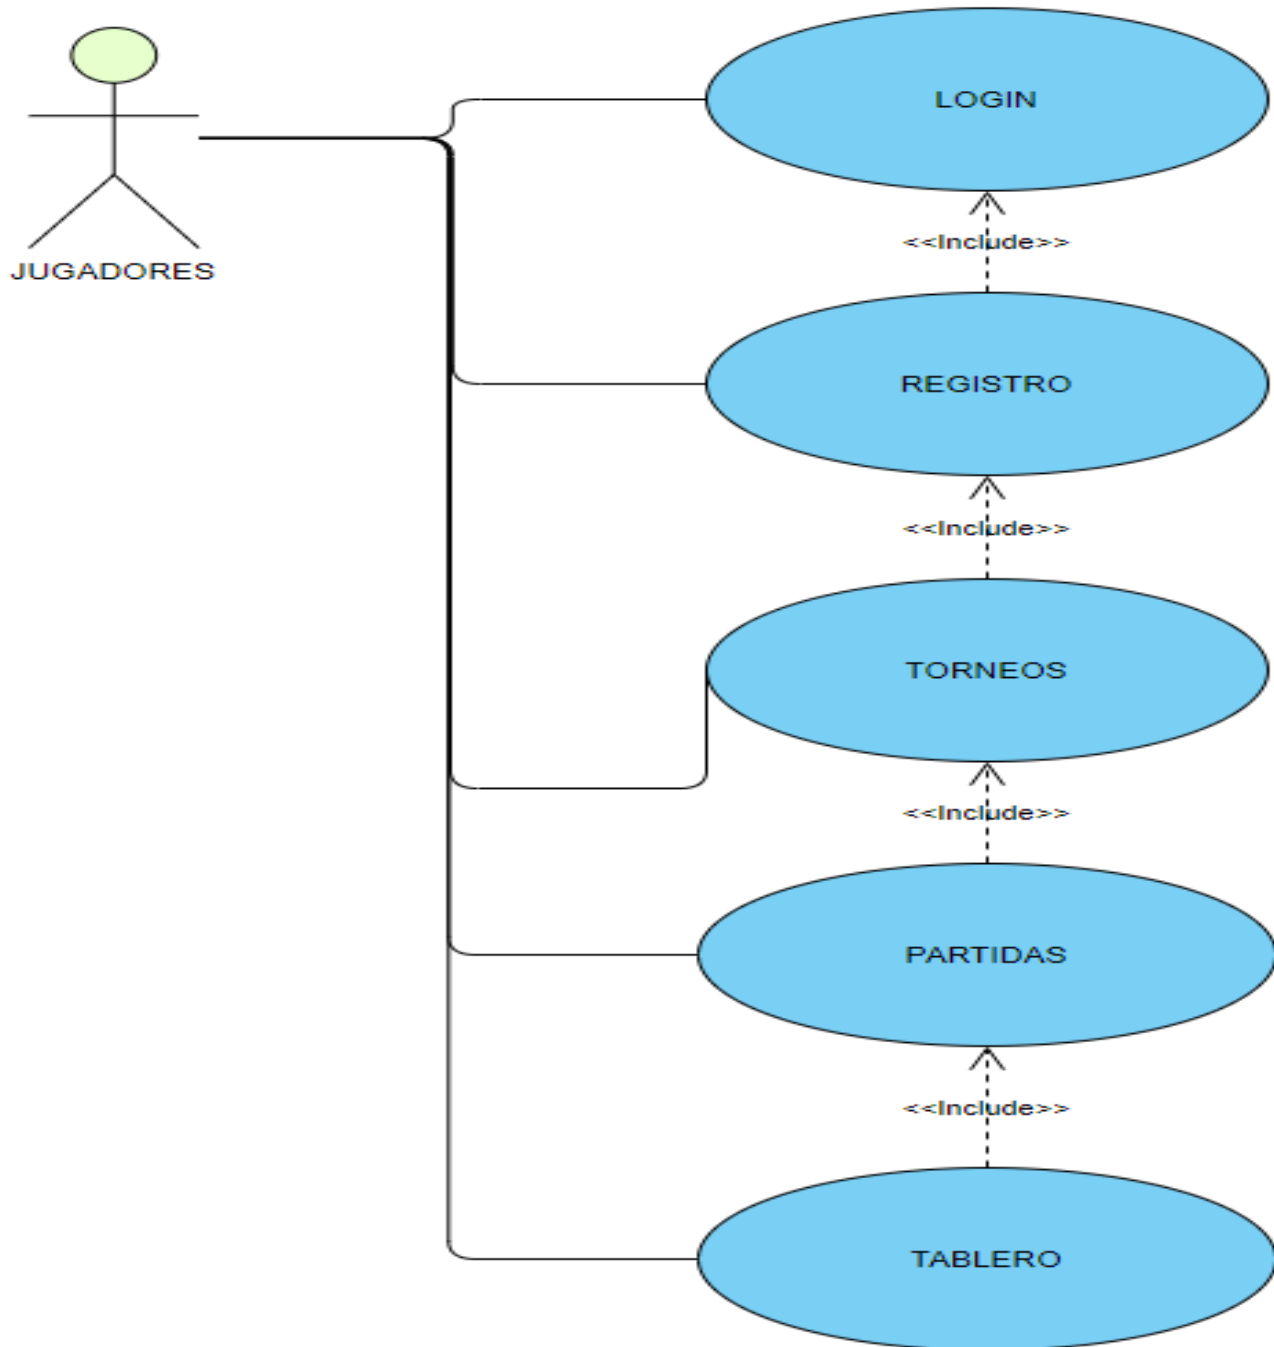 LOGIN
<<Include>>
JUGADORES
REGISTRO
<<Include>>
TORNEOS
<<Include>>
PARTIDAS
<<Include>>
TABLERO